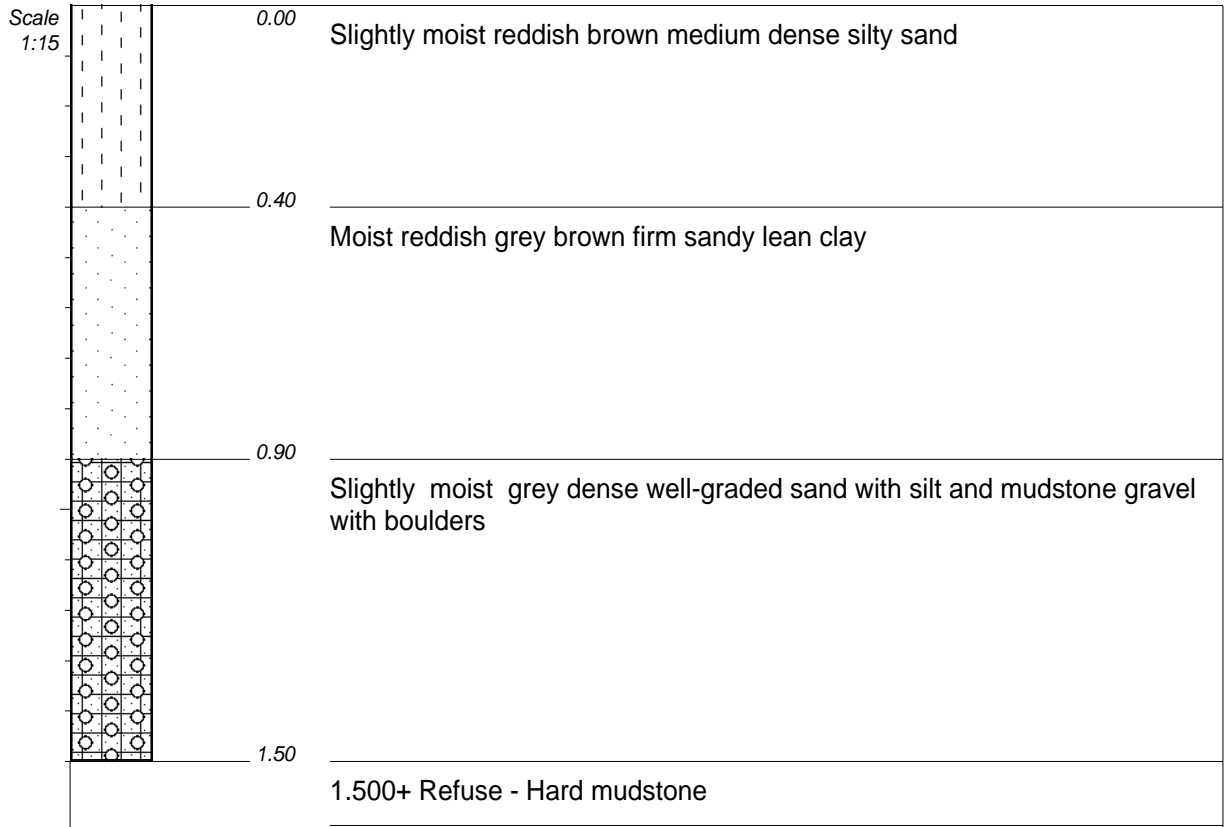 Scale
1:15
0.00
Slightly moist reddish brown medium dense silty sand
0.40
Moist reddish grey brown firm sandy lean clay
0.90
Slightly  moist  grey dense well-graded sand with silt and mudstone gravel
with boulders
1.50
1.500+ Refuse - Hard mudstone